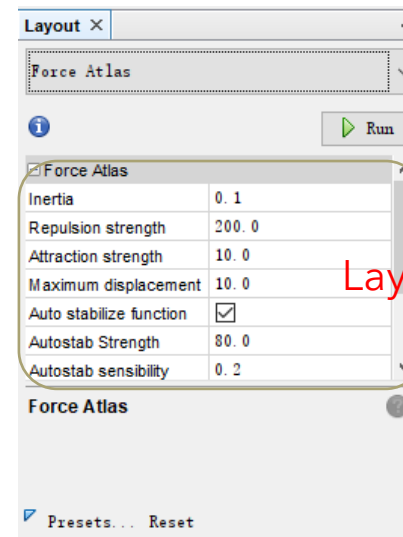 Layout ×
Force Atlas
Run
Force Atlas
Inertia 0.1
Repulsion strength 200.0
Attraction strength 10.0
Maximum displacement 10.0
Lay
Auto stabilize function
Autostab Strength 80.0
Autostab sensibility 0.2
Force Atlas
Presets... Reset